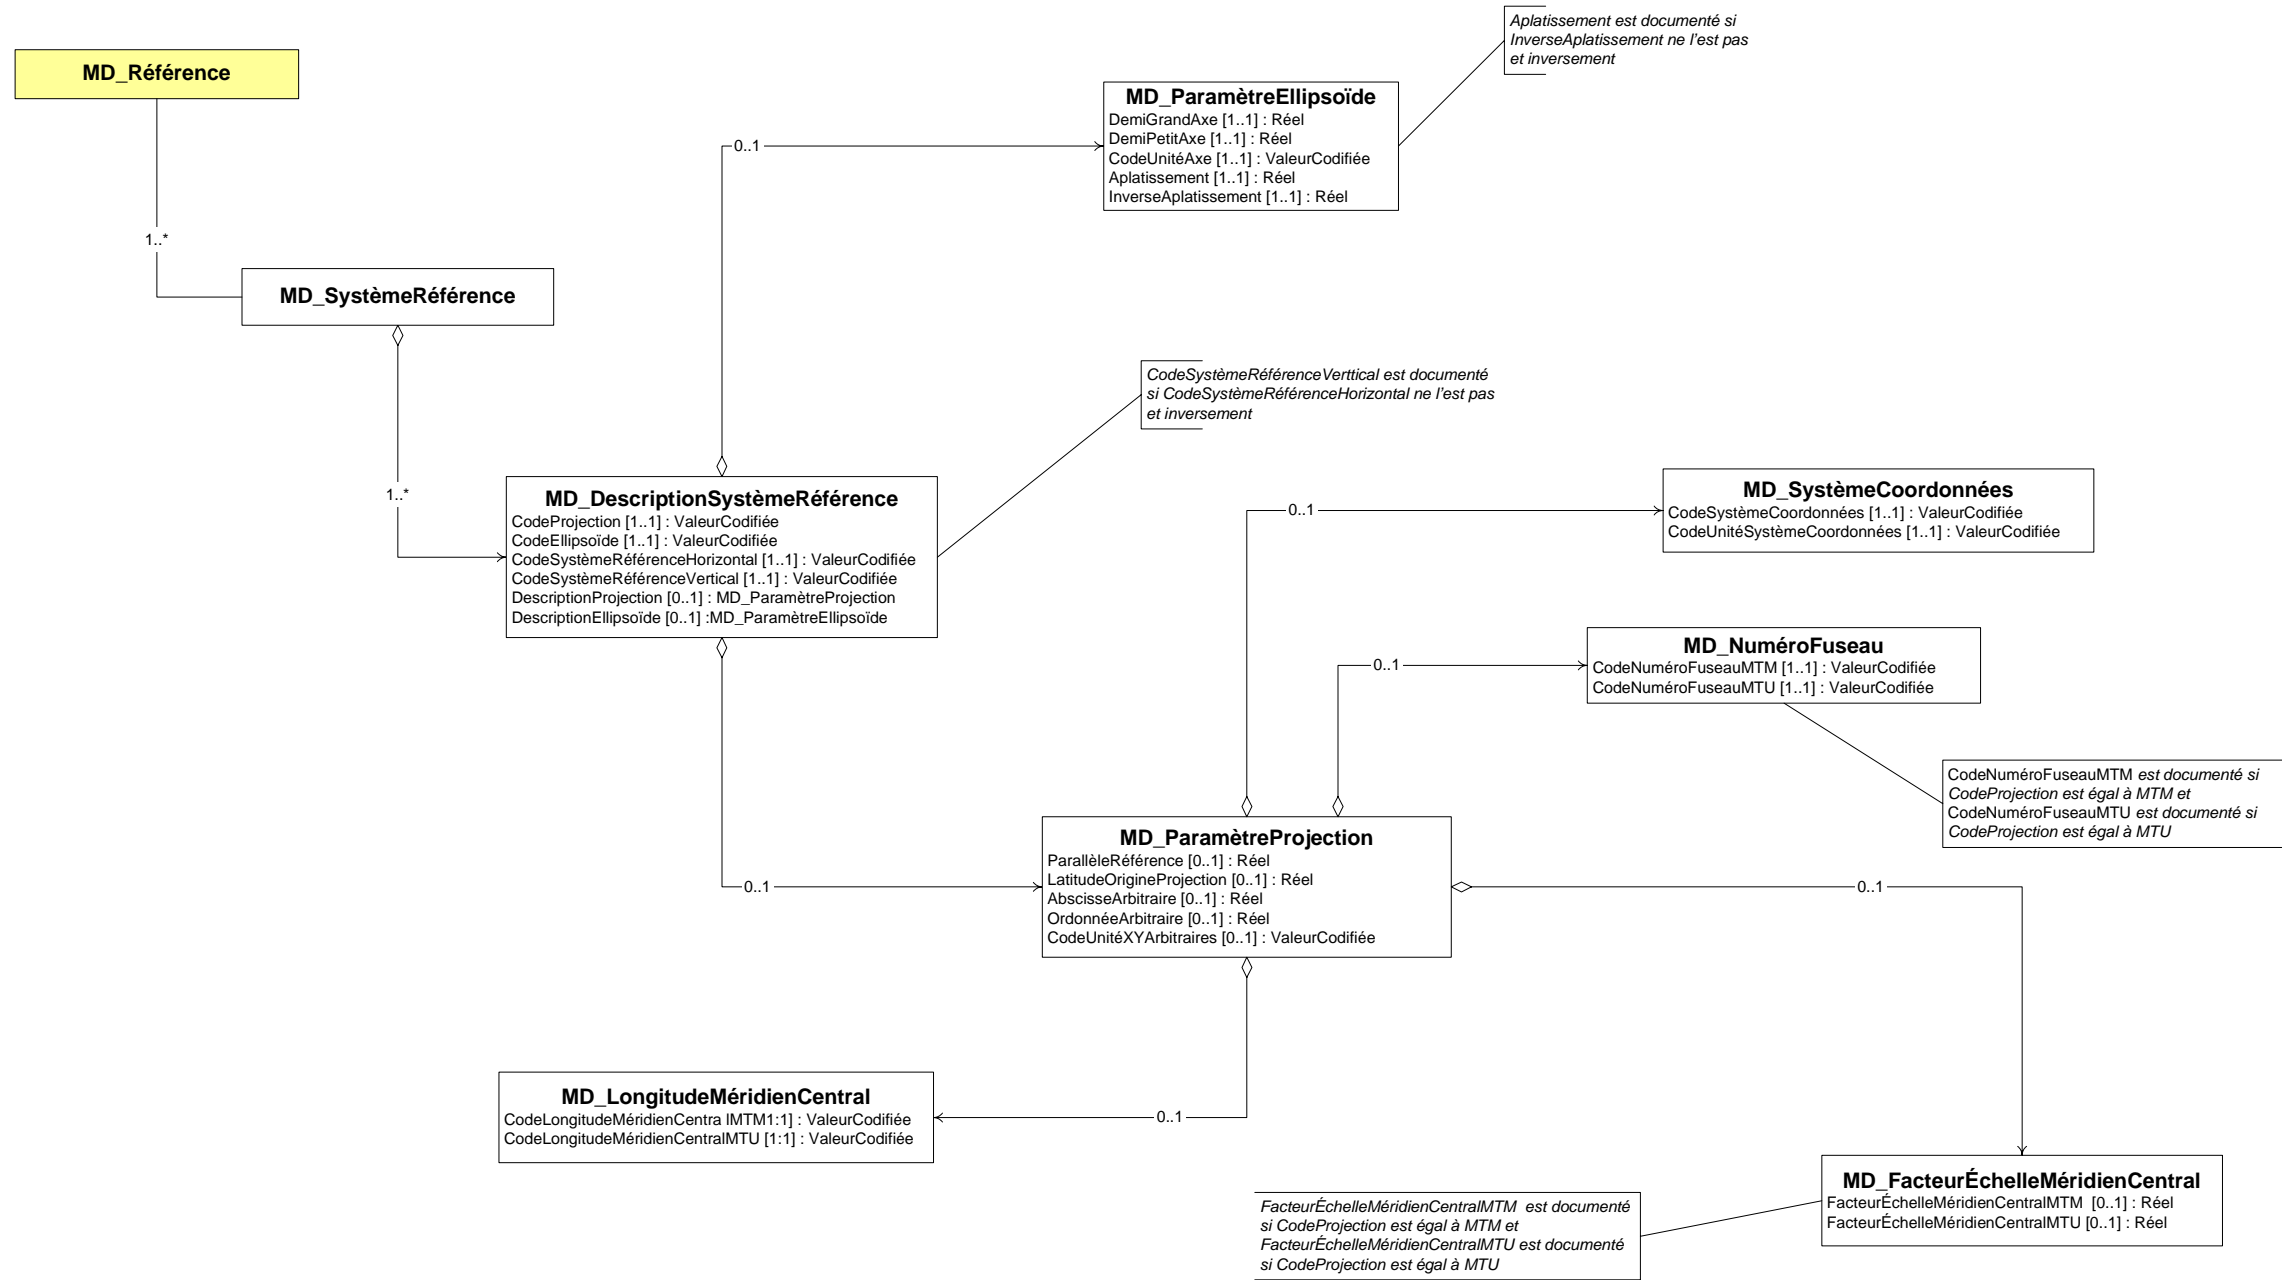 Aplatissement est documenté si
InverseAplatissement ne l'est pas
et inversement
MD_Référence
MD_ParamètreEllipsoïde
DemiGrandAxe [1..1] : Réel
DemiPetitAxe [1..1] : Réel
CodeUnitéAxe [1..1] : ValeurCodifiée
Aplatissement [1..1] : Réel
InverseAplatissement [1..1] : Réel
0..1
1..*
MD_SystèmeRéférence
CodeSystèmeRéférenceVerttical est documenté
si CodeSystèmeRéférenceHorizontal ne l'est pas
et inversement
1..*
MD_DescriptionSystèmeRéférence
CodeProjection [1..1] : ValeurCodifiée
CodeEllipsoïde [1..1] : ValeurCodifiée
CodeSystèmeRéférenceHorizontal [1..1] : ValeurCodifiée
CodeSystèmeRéférenceVertical [1..1] : ValeurCodifiée
DescriptionProjection [0..1] : MD_ParamètreProjection
DescriptionEllipsoïde [0..1] :MD_ParamètreEllipsoïde
0..1
MD_SystèmeCoordonnées
CodeSystèmeCoordonnées [1..1] : ValeurCodifiée
CodeUnitéSystèmeCoordonnées [1..1] : ValeurCodifiée
0..1
MD_NuméroFuseau
CodeNuméroFuseauMTM [1..1] : ValeurCodifiée
CodeNuméroFuseauMTU [1..1] : ValeurCodifiée
CodeNuméroFuseauMTM est documenté si
CodeProjection est égal à MTM et
CodeNuméroFuseauMTU est documenté si
CodeProjection est égal à MTU
0..1
MD_ParamètreProjection
ParallèleRéférence [0..1] : Réel
LatitudeOrigineProjection [0..1] : Réel
AbscisseArbitraire [0..1] : Réel
OrdonnéeArbitraire [0..1] : Réel
CodeUnitéXYArbitraires [0..1] : ValeurCodifiée
0..1
MD_LongitudeMéridienCentral
CodeLongitudeMéridienCentra lMTM1:1] : ValeurCodifiée
CodeLongitudeMéridienCentralMTU [1:1] : ValeurCodifiée
0..1
MD_FacteurÉchelleMéridienCentral
FacteurÉchelleMéridienCentralMTM  [0..1] : Réel
FacteurÉchelleMéridienCentralMTU [0..1] : Réel
FacteurÉchelleMéridienCentralMTM  est documenté
si CodeProjection est égal à MTM et
FacteurÉchelleMéridienCentralMTU est documenté
si CodeProjection est égal à MTU